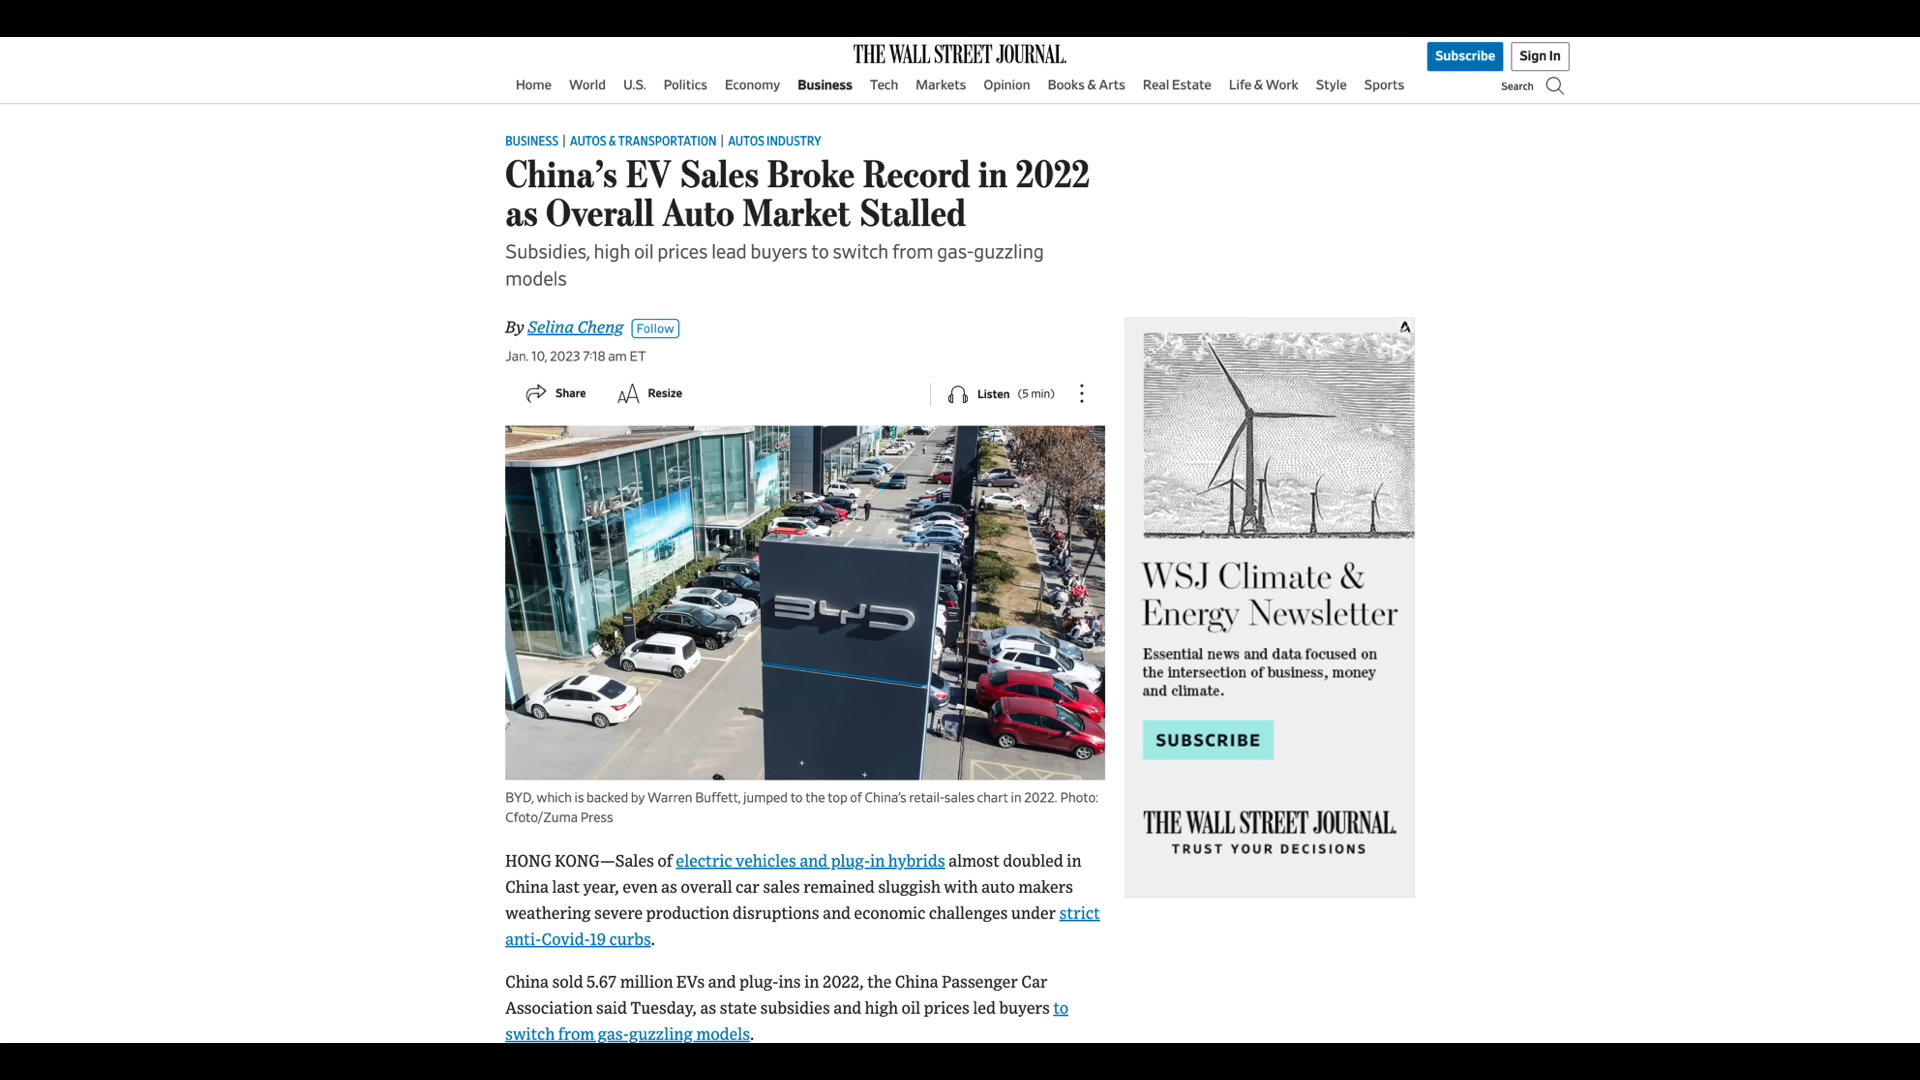 THE WALL STREET JOURNAL.
Subscribe
Sign In
Home World U.S. Politics Economy Business Tech Markets Opinion Books & Arts Real Estate Life & Work Style Sports
Search
BUSINESS | AUTOS & TRANSPORTATION | AUTOS INDUSTRY
China’s EV Sales Broke Record in 2022
as Overall Auto Market Stalled
Subsidies, high oil prices lead buyers to switch from gas-guzzling
models
By Selina Cheng Follow
Jan. 10, 2023 7:18 am ET
Share
AA Resize
Listen (5 min)
BYD
BYD, which is backed by Warren Buffett, jumped to the top of China’s retail-sales chart in 2022. Photo:
Cfoto/Zuma Press
HONG KONG—Sales of electric vehicles and plug-in hybrids almost doubled in
China last year, even as overall car sales remained sluggish with auto makers
weathering severe production disruptions and economic challenges under strict
anti-Covid-19 curbs.
China sold 5.67 million EVs and plug-ins in 2022, the China Passenger Car
Association said Tuesday, as state subsidies and high oil prices led buyers to
switch from gas-guzzling models.
WSJ Climate &
Energy Newsletter
Essential news and data focused on
the intersection of business, money
and climate.
SUBSCRIBE
THE WALL STREET JOURNAL.
TRUST YOUR DECISIONS